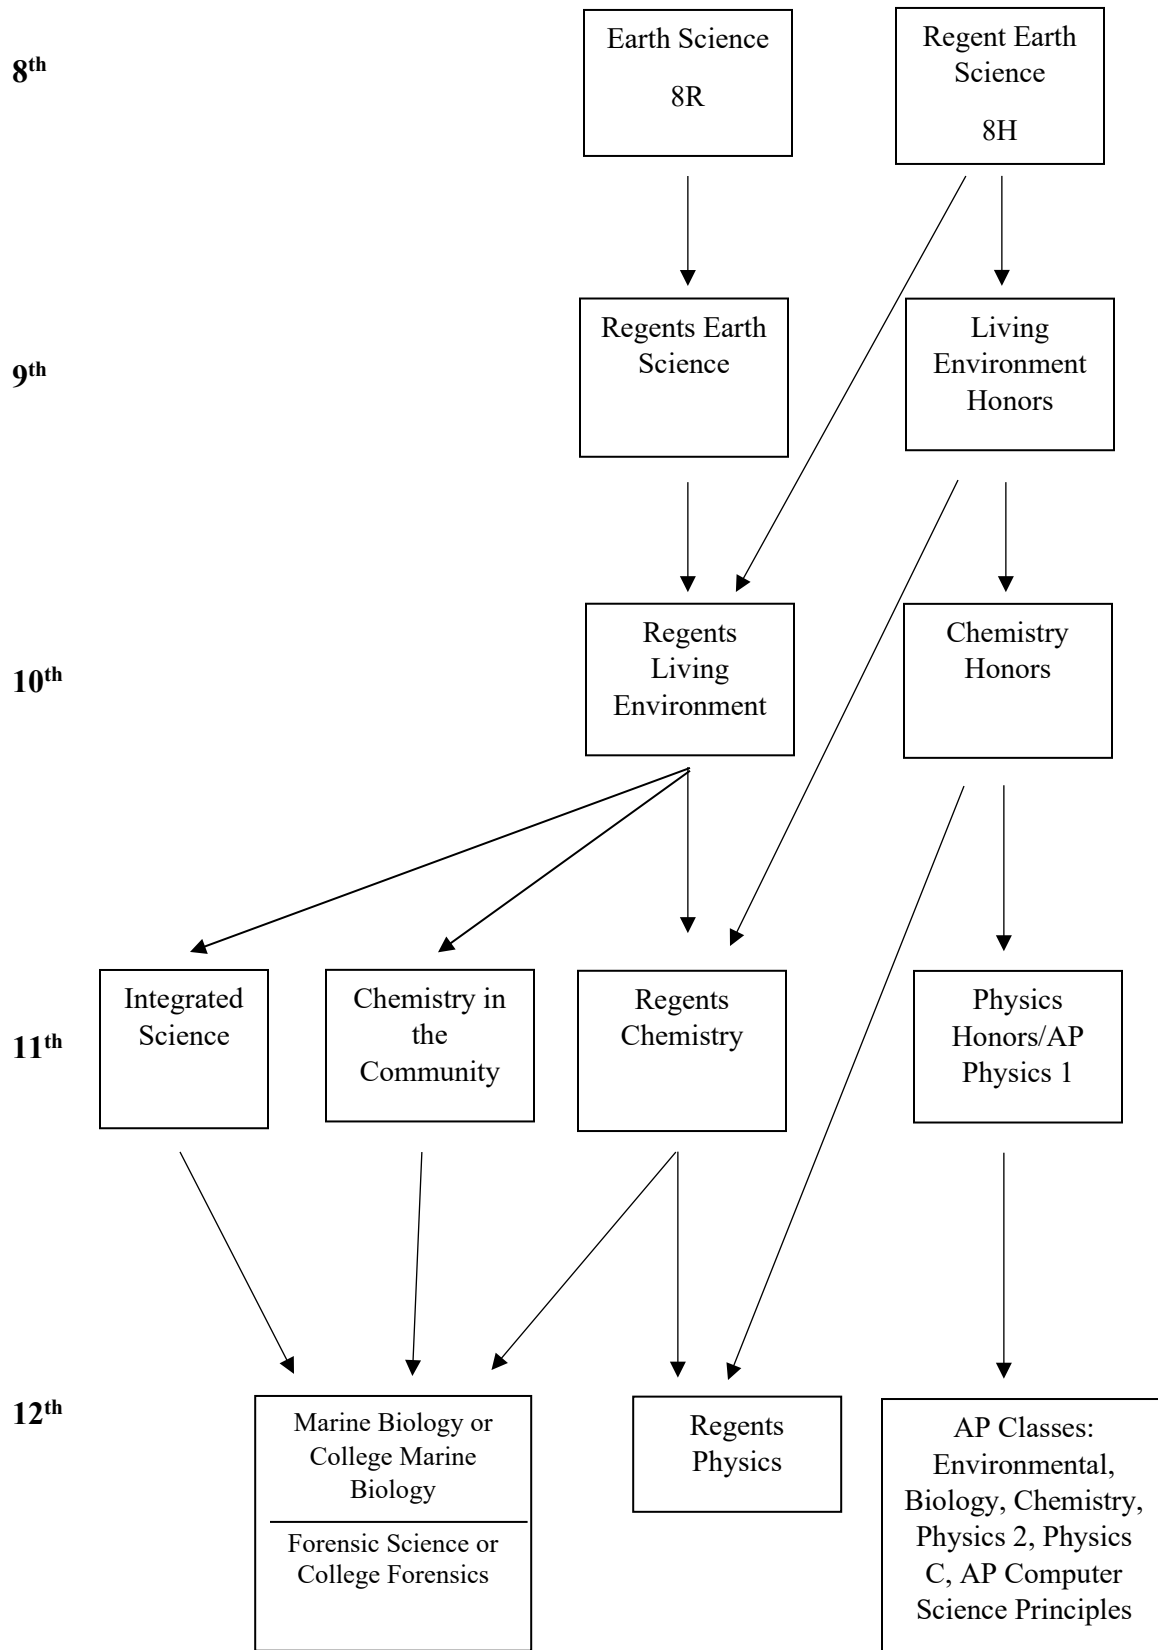 8th
Earth Science
8R
Regent Earth
Science
8H
9th
Regents Earth
Science
Living
Environment
Honors
10th
Regents
Living
Environment
Chemistry
Honors
11th
Integrated
Science
Chemistry in
the
Community
Regents
Chemistry
Physics
Honors/AP
Physics 1
12th
Marine Biology or
College Marine
Biology
Forensic Science or
College Forensics
Regents
Physics
AP Classes:
Environmental,
Biology, Chemistry,
Physics 2, Physics
C, AP Computer
Science Principles